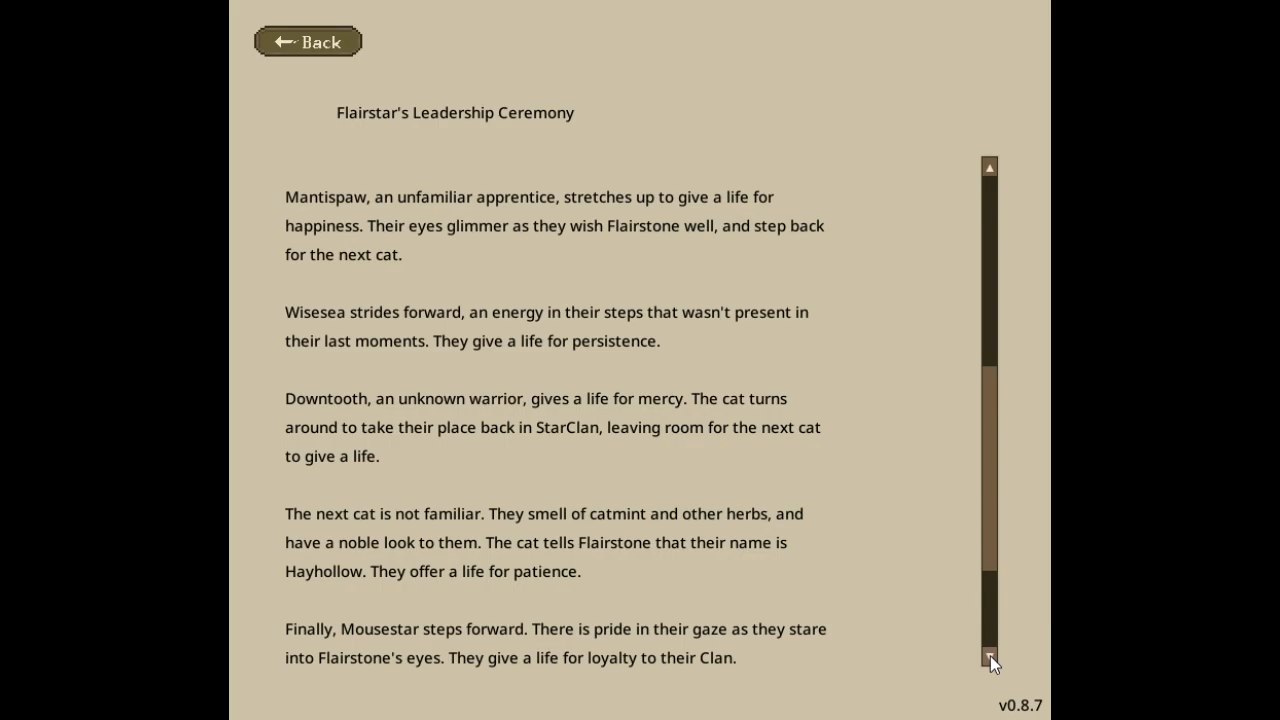 Back
Flairstar's Leadership Ceremony
Mantispaw, an unfamiliar apprentice, stretches up to give a life for
happiness. Their eyes glimmer as they wish Flairstone well, and step back
for the next cat.
Wisesea strides forward, an energy in their steps that wasn't present in
their last moments. They give a life for persistence.
Downtooth, an unknown warrior, gives a life for mercy. The cat turns
around to take their place back in StarClan, leaving room for the next cat
to give a life.
The next cat is not familiar. They smell of catmint and other herbs, and
have a noble look to them. The cat tells Flairstone that their name is
Hayhollow. They offer a life for patience.
Finally, Mousestar steps forward. There is pride in their gaze as they stare
into Flairstone's eyes. They give a life for loyalty to their Clan.
v0.8.7